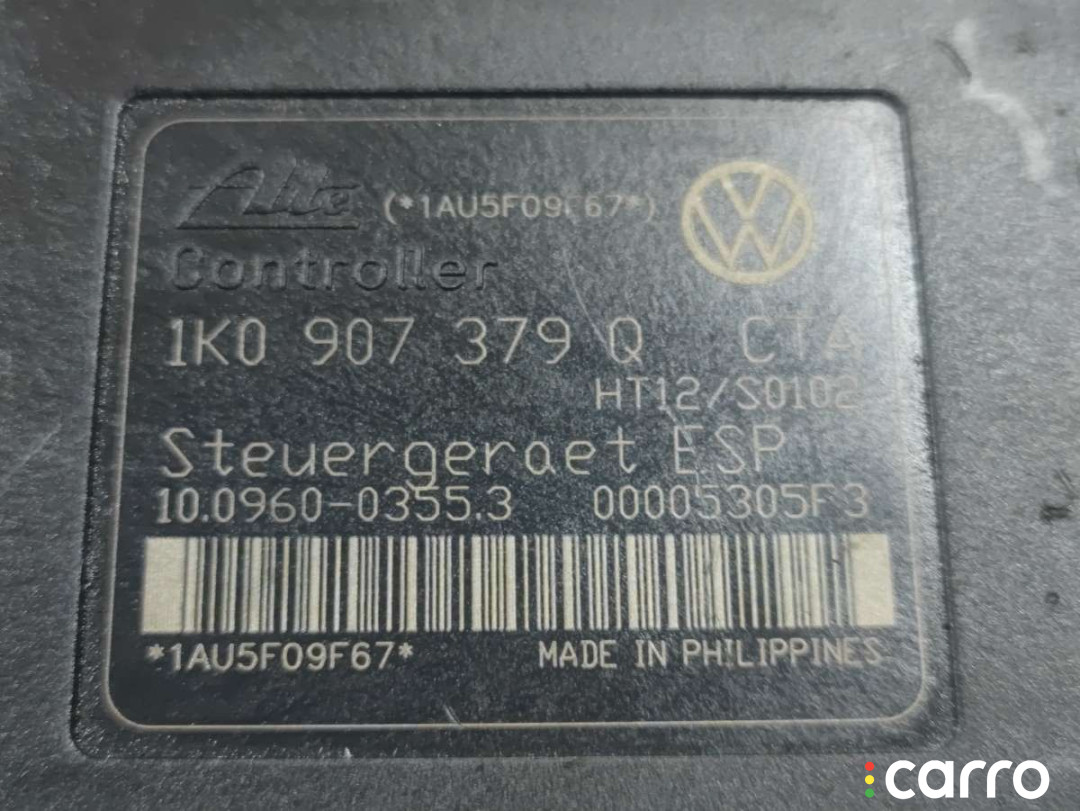 Ate (*1AU5F09F67*)
Controller
1K0 907 379 Q CTA
HT12/S0102
Steuergeraet ESP
10.0960-0355.3 00005305F3
*1AU5F09F67* MADE IN PHILIPPINES
carro